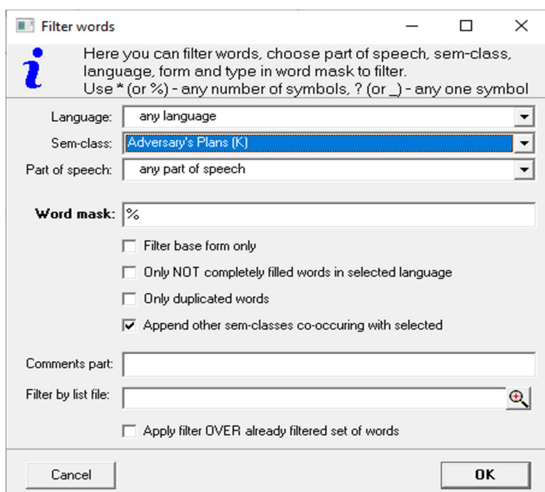 Filter words
Here you can filter words, choose part of speech, sem-class,
language, form and type in word mask to filter.
Use * (or %) - any number of symbols, ? (or _) - any one symbol
Language: any language
Sem-class: Adversary's Plans (K)
Part of speech: any part of speech
Word mask: %
Filter base form only
Only NOT completely filled words in selected language
Only duplicated words
Append other sem-classes co-occuring with selected
Comments part:
Filter by list file:
Apply filter OVER already filtered set of words
Cancel OK